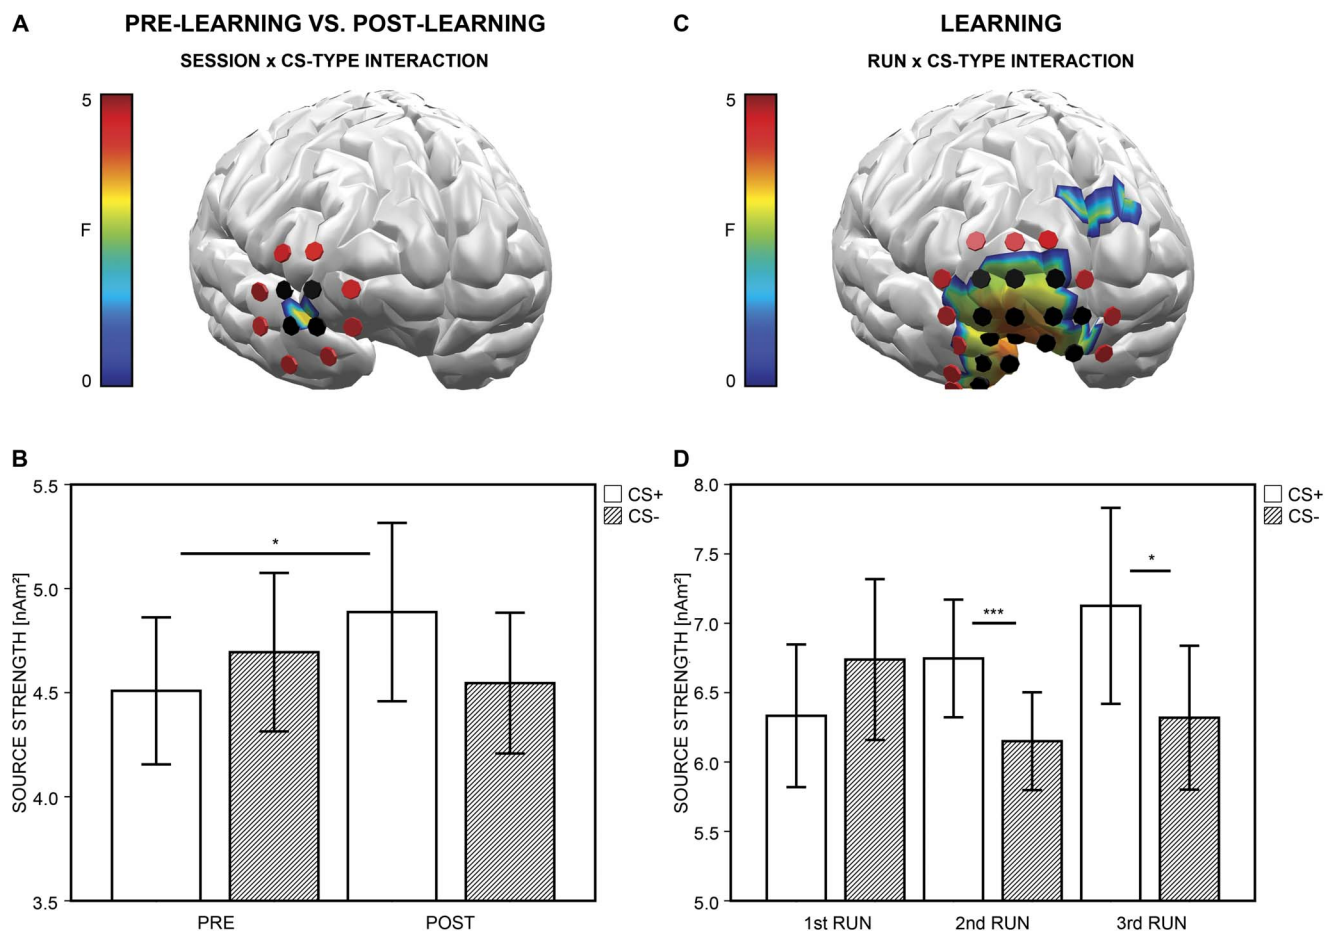 A
PRE-LEARNING VS. POST-LEARNING
SESSION x CS-TYPE INTERACTION
5
F
0
C
LEARNING
RUN x CS-TYPE INTERACTION
5
F
0
B
SOURCE STRENGTH [nAm²]
5.5
5.0
4.5
4.0
3.5
*
CS+
CS-
PRE
POST
D
SOURCE STRENGTH [nAm²]
8.0
7.5
7.0
6.5
6.0
5.5
5.0
***
*
CS+
CS-
1st RUN
2nd RUN
3rd RUN